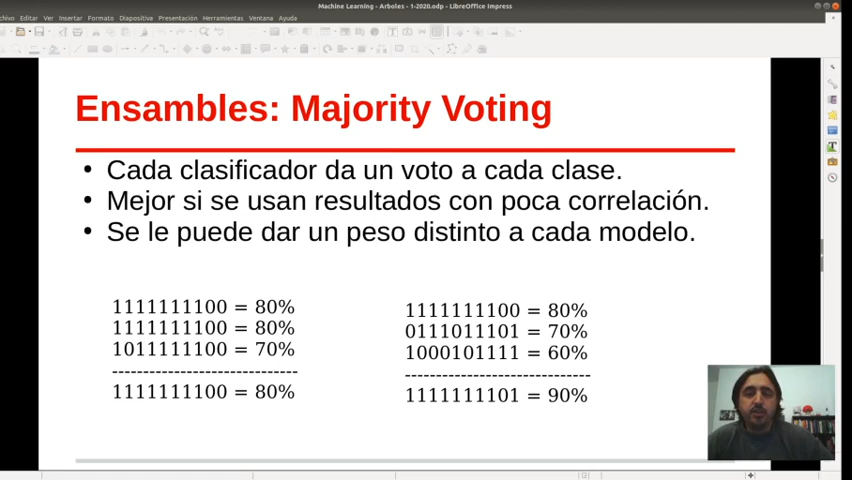 Machine Learning - Arboles - 1-2020.odp - LibreOffice Impress
rchivo Editar Ver Insertar Formato Diapositiva Presentación Herramientas Ventana Ayuda
Ensambles: Majority Voting
• Cada clasificador da un voto a cada clase.
• Mejor si se usan resultados con poca correlación.
• Se le puede dar un peso distinto a cada modelo.
1111111100 = 80%
1111111100 = 80%
1011111100 = 70%
------------------------------
1111111100 = 80%
1111111100 = 80%
0111011101 = 70%
1000101111 = 60%
------------------------------
1111111101 = 90%